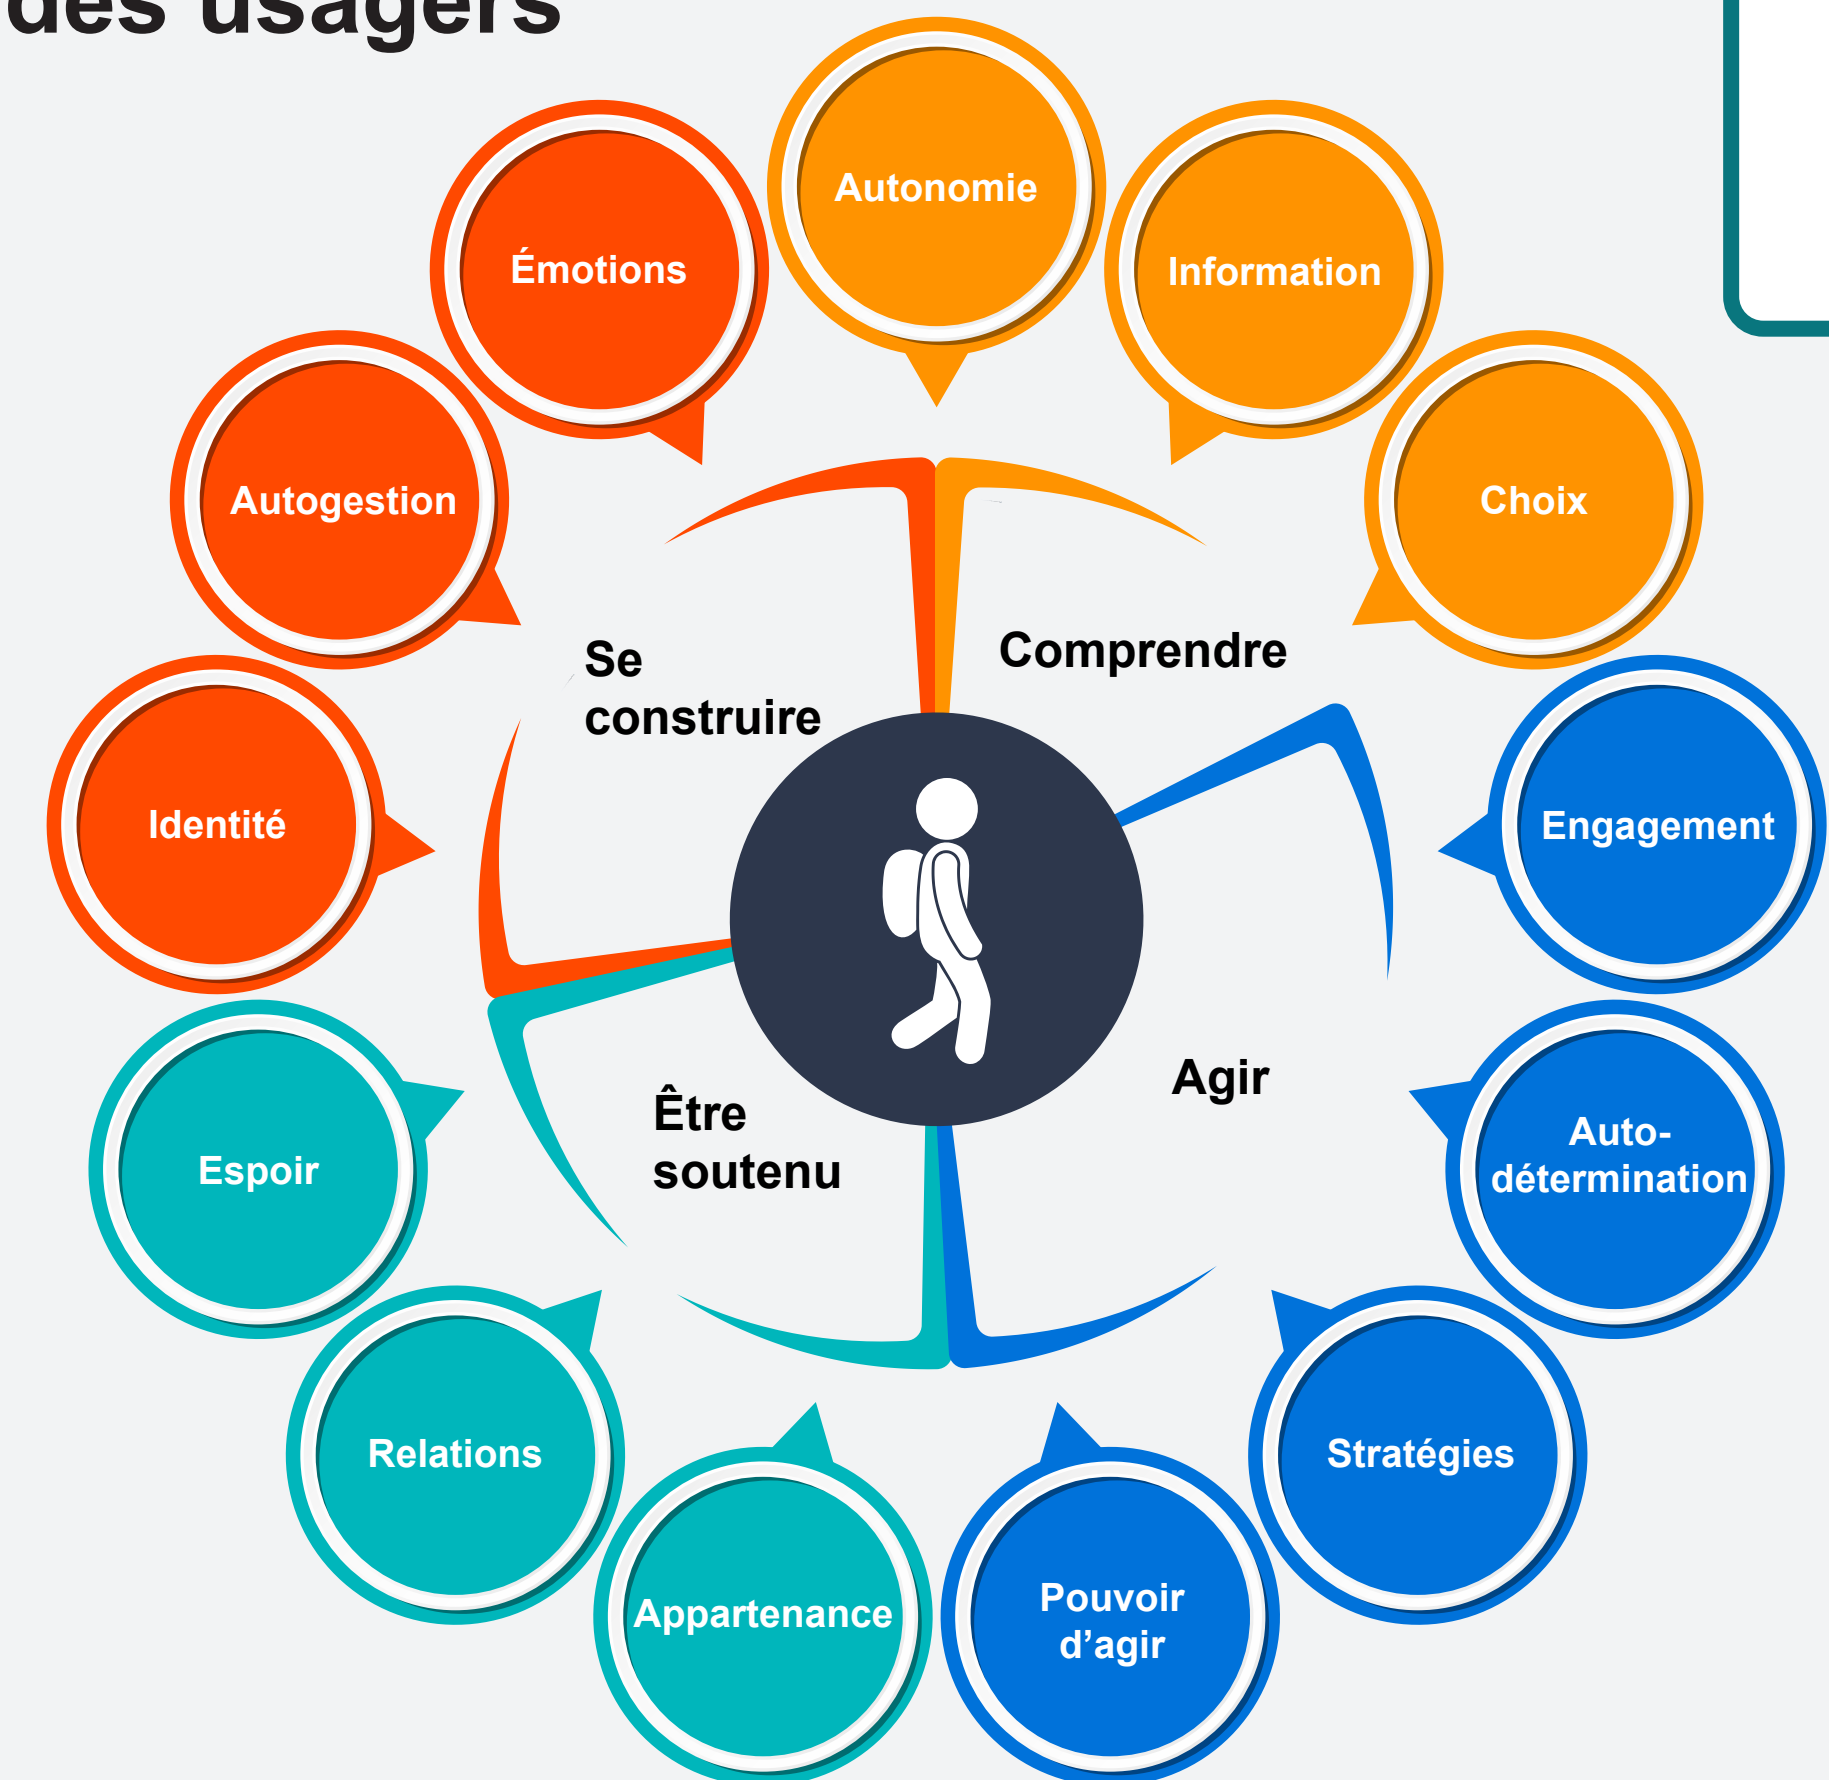 des usagers
Autonomie
Information
Choix
Engagement
Auto-
détermination
Stratégies
Pouvoir
d’agir
Appartenance
Relations
Espoir
Identité
Autogestion
Émotions
Comprendre
Agir
Être
soutenu
Se
construire